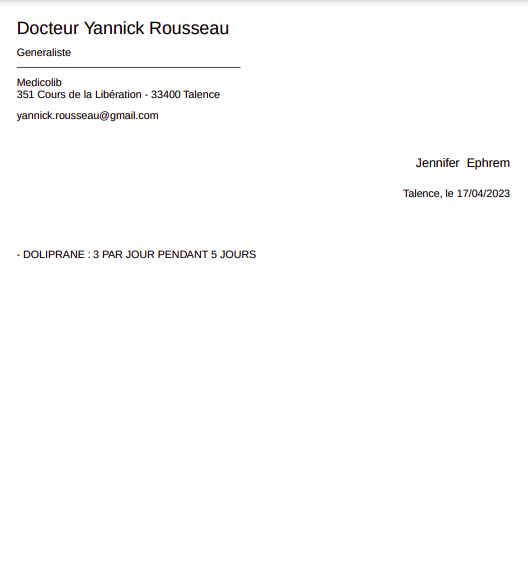 Docteur Yannick Rousseau
Generaliste
Medicolib
351 Cours de la Libération - 33400 Talence
yannick.rousseau@gmail.com
Jennifer Ephrem
Talence, le 17/04/2023
- DOLIPRANE : 3 PAR JOUR PENDANT 5 JOURS